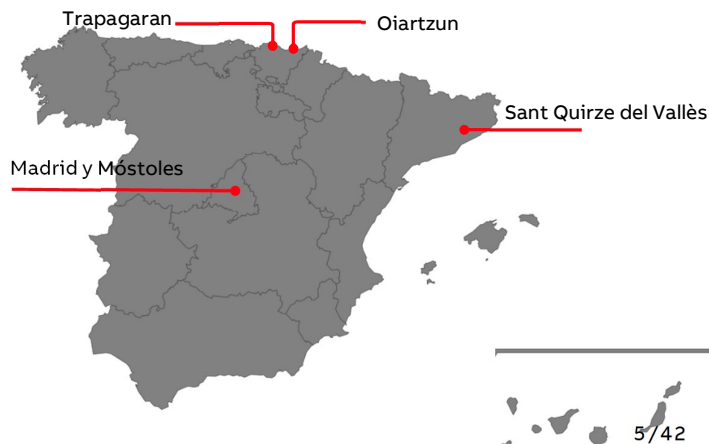 Trapagaran
Oiartzun
Sant Quirze del Vallès
Madrid y Móstoles
5/42